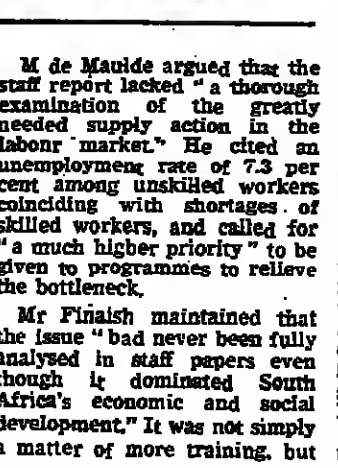 M de Mauide argued that the
staff report lacked "a thorough
examination of the greatly
needed supply action in the
labonr market." He cited an
unemployment rate of 7.3 per
cent among unskilled workers
coinciding with shortages of
skilled workers, and called for
"a much higher priority" to be
given to programmes to relieve
the bottleneck.
Mr Finaish maintained that
the issue "bad never been fully
analysed in staff papers even
though it dominated South
Africa's economic and social
development." It was not simply
a matter of more training, but